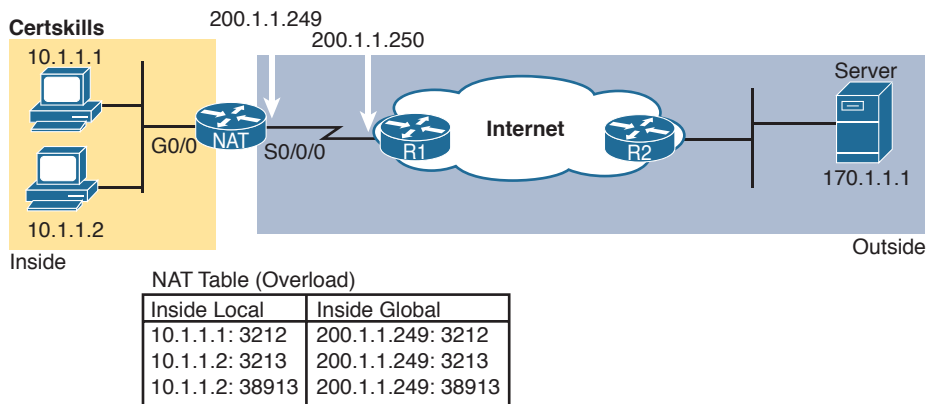 200.1.1.249
Certskills
200.1.1.250
10.1.1.1
Server
Internet
G0/0
NAT
S0/0/0
R1
R2
170.1.1.1
10.1.1.2
Inside
Outside
NAT Table (Overload)
Inside Local Inside Global
10.1.1.1: 3212 200.1.1.249: 3212
10.1.1.2: 3213 200.1.1.249: 3213
10.1.1.2: 38913 200.1.1.249: 38913